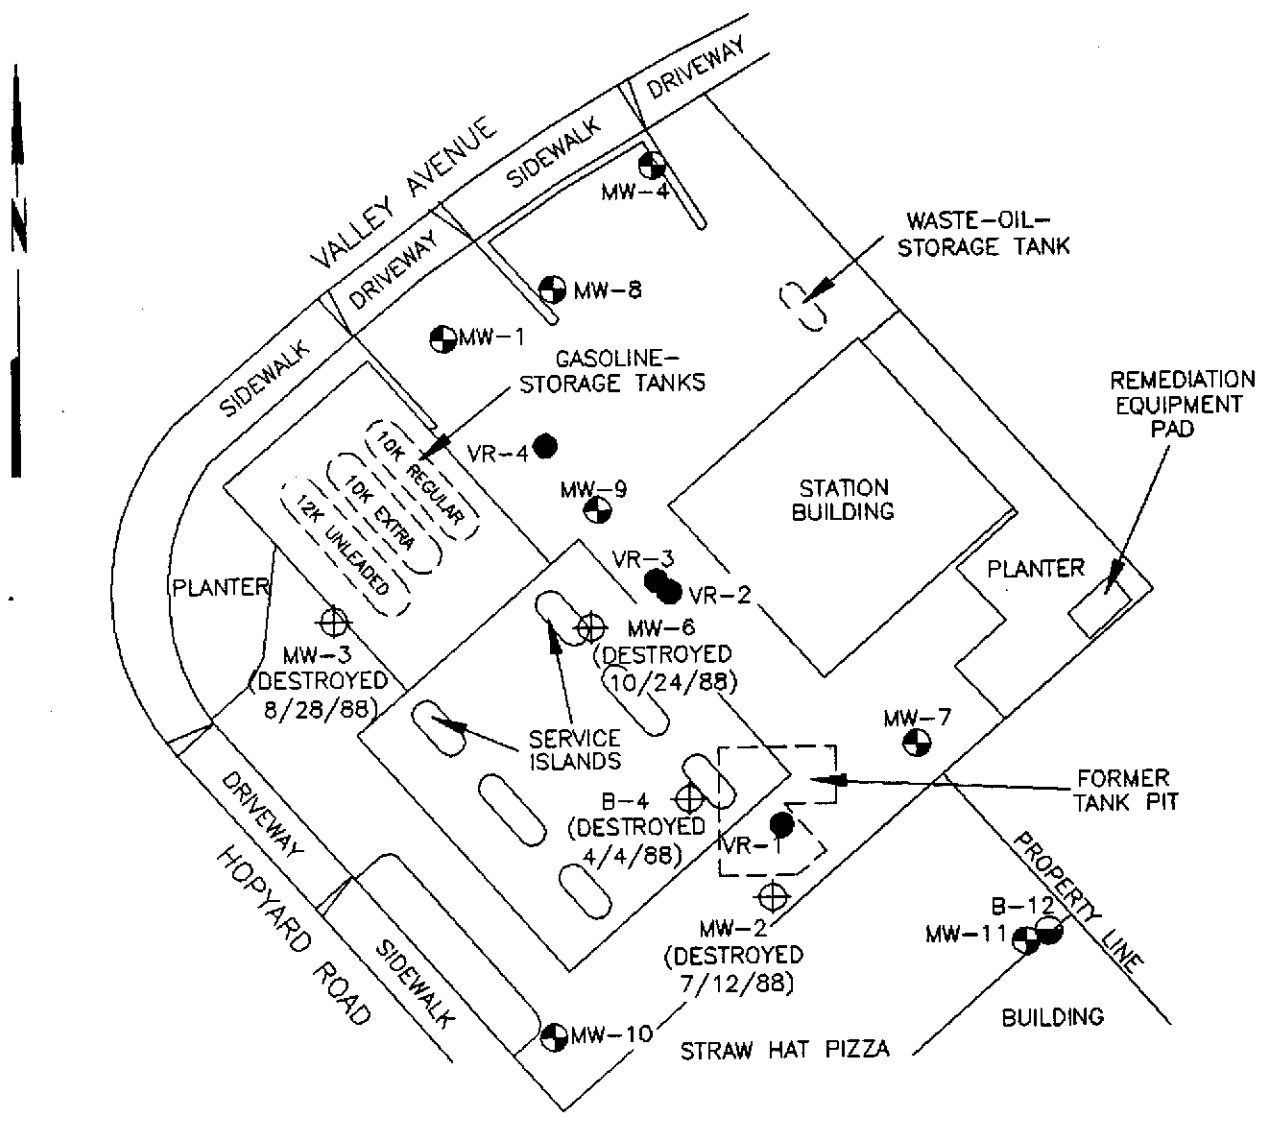 DRIVEWAY
VALLEY AVENUE
SIDEWALK
MW-4
N
DRIVEWAY
WASTE-OIL-
STORAGE TANK
MW-8
MW-1
SIDEWALK
GASOLINE-
STORAGE TANKS
REMEDIATION
EQUIPMENT
PAD
VR-4
10K REGULAR
10K EXTRA
12K UNLEADED
MW-9
STATION
BUILDING
VR-3
VR-2
PLANTER
PLANTER
MW-3
(DESTROYED
8/28/88)
MW-6
(DESTROYED
10/24/88)
MW-7
SERVICE
ISLANDS
FORMER
TANK PIT
B-4
(DESTROYED
4/4/88)
VR-1
DRIVEWAY
HOPYARD ROAD
PROPERTY LINE
B-12
MW-11
MW-2
(DESTROYED
7/12/88)
SIDEWALK
MW-10
STRAW HAT PIZZA
BUILDING